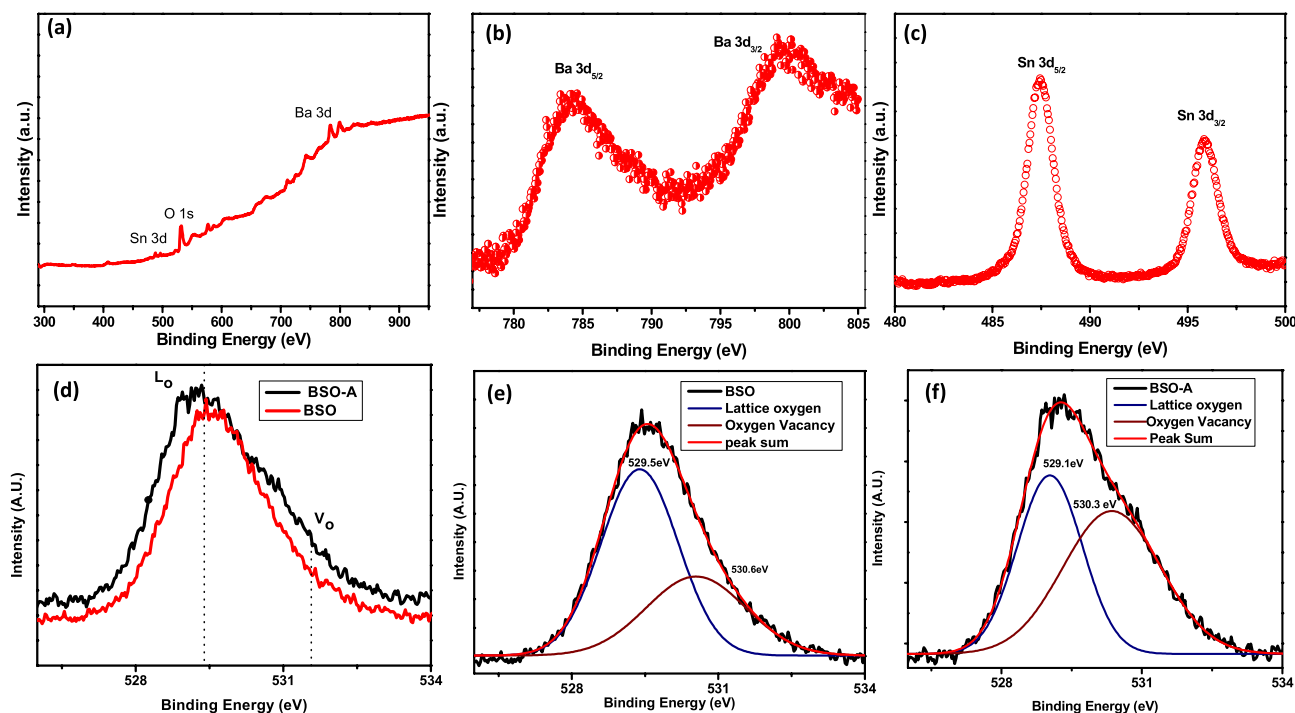 (a)
Ba 3d
O 1s
Sn 3d
Intensity (a.u.)
300 400 500 600 700 800 900
Binding Energy (eV)
(b)
Ba 3d3/2
Ba 3d5/2
Intensity (a.u.)
780 785 790 795 800 805
Binding Energy (eV)
(c)
Sn 3d5/2
Sn 3d3/2
Intensity (a.u.)
480 485 490 495 500
Binding Energy (eV)
(d)
Lo
BSO-A
BSO
Vo
Intensity (A.U.)
528 531 534
Binding Energy (eV)
(e)
BSO
Lattice oxygen
Oxygen Vacancy
peak sum
529.5eV
530.6eV
Intensity (A.U.)
528 531 534
Binding Energy (eV)
(f)
BSO-A
Lattice oxygen
Oxygen Vacancy
Peak Sum
529.1eV
530.3 eV
Intensity (A.U.)
528 531 534
Binding Energy (eV)